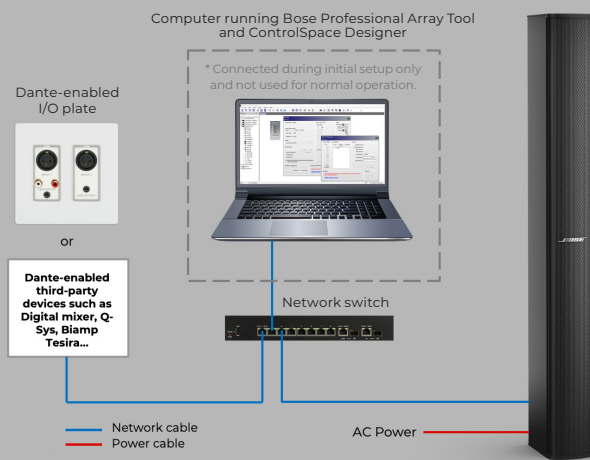 Computer running Bose Professional Array Tool
and ControlSpace Designer
* Connected during initial setup only
and not used for normal operation.
Dante-enabled
I/O plate
or
Dante-enabled
third-party
devices such as
Digital mixer, Q-
Sys, Biamp
Tesira...
Network switch
BOSE
Network cable
Power cable
AC Power